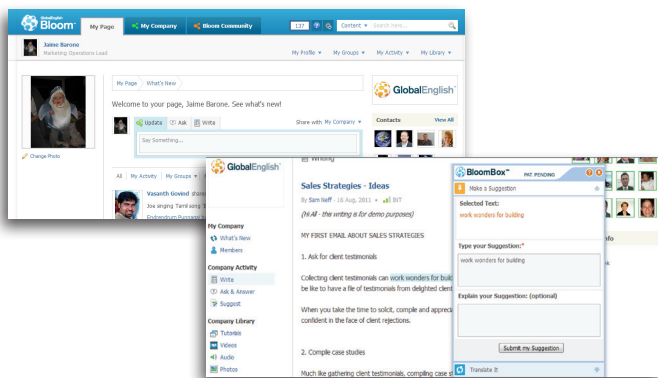 GlobalEnglish
Bloom™
My Page
My Company
Bloom Community
137
Content
Search here...
Jaime Barone
Marketing Operations Lead
My Profile
My Groups
My Activity
My Library
My Page
What's New
Welcome to your page, Jaime Barone. See what's new!
Update
Ask
Write
Share with My Company
Say Something...
Change Photo
All
My Activity
My Groups
Vasanth Govind
Joe singing Tamil song
GlobalEnglish
Contacts
View All
GlobalEnglish
My Company
What's New
Members
Company Activity
Write
Ask & Answer
Suggest
Company Library
Tutorials
Videos
Audio
Photos
Writing
Sales Strategies - Ideas
By Sam Neff - 16 Aug, 2011 • INT
(Hi All - this writing is for demo purposes)
MY FIRST EMAIL ABOUT SALES STRATEGIES
1. Ask for client testimonials
Collecting client testimonials can work wonders for build
be like to have a file of testimonials from delighted client
When you take the time to solicit, compile and apprecia
confident in the face of client rejections.
2. Compile case studies
Much like gathering client testimonials, compiling case st
BloomBox™
PAT. PENDING
Make a Suggestion
Selected Text:
work wonders for building
Type your Suggestion:*
work wonders for building
Explain your Suggestion: (optional)
Submit my Suggestion
Translate It